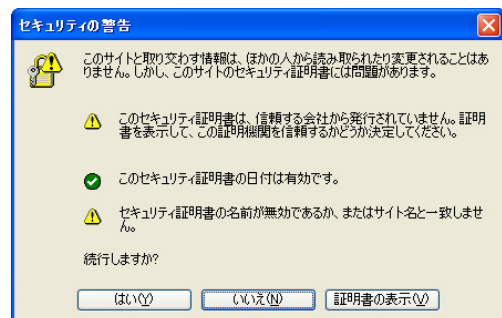 セキュリティの警告
このサイトと取り交わす情報は、ほかの人から読み取られたり変更されることはあ
りません。しかし、このサイトのセキュリティ証明書には問題があります。
このセキュリティ証明書は、信頼する会社から発行されていません。証明
書を表示して、この証明機関を信頼するかどうか決定してください。
このセキュリティ証明書の日付は有効です。
セキュリティ証明書の名前が無効であるか、またはサイト名と一致しませ
ん。
続行しますか?
はい(Y) いいえ(N) 証明書の表示(V)